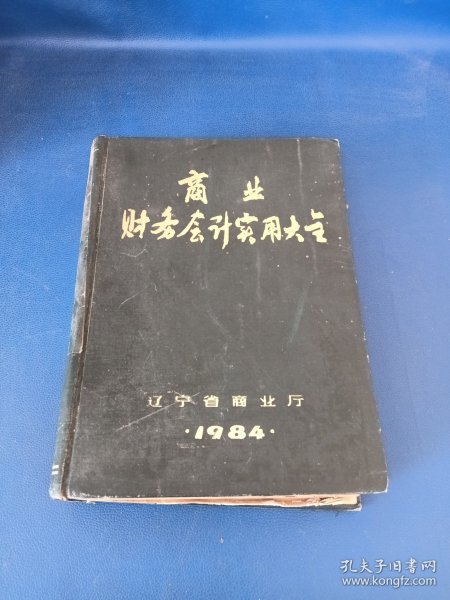 商业
财务会计实用大全
辽宁省商业厅
·1984·
孔夫子旧书网
www.kongfz.com